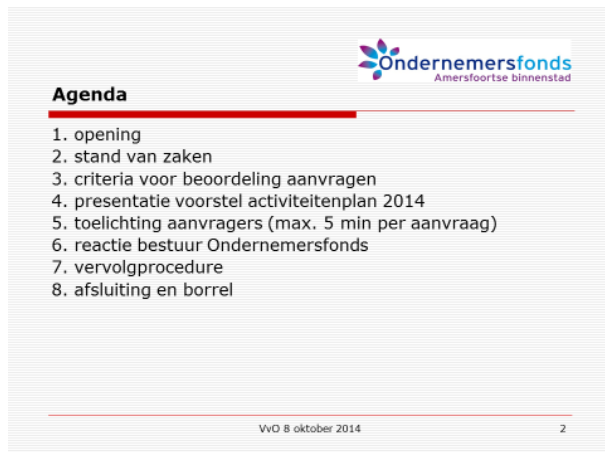 Ondernemersfonds
Amersfoortse binnenstad
Agenda
1. opening
2. stand van zaken
3. criteria voor beoordeling aanvragen
4. presentatie voorstel activiteitenplan 2014
5. toelichting aanvragers (max. 5 min per aanvraag)
6. reactie bestuur Ondernemersfonds
7. vervolgprocedure
8. afsluiting en borrel
VvO 8 oktober 2014
2